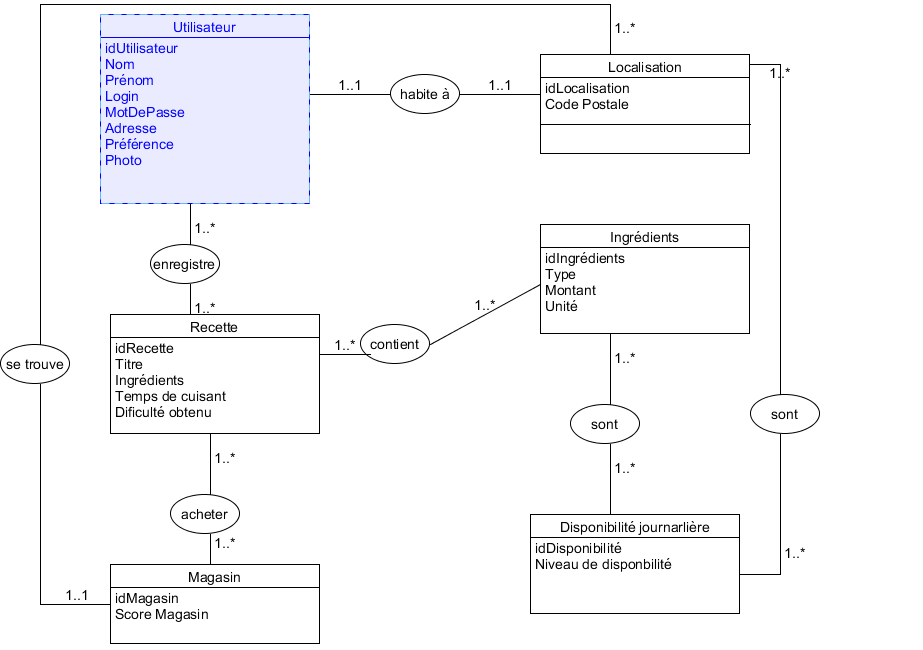 Utilisateur
idUtilisateur
Nom
Prénom
Login
MotDePasse
Adresse
Préférence
Photo
1..1
habite à
1..1
1..*
Localisation
idLocalisation
Code Postale
1..*
1..*
enregistre
1..*
Ingrédients
idIngrédients
Type
Montant
Unité
Recette
idRecette
Titre
Ingrédients
Temps de cuisant
Dificulté obtenu
1..*
contient
1..*
se trouve
1..*
sont
1..*
sont
1..*
acheter
1..*
Disponibilité journarlière
idDisponibilité
Niveau de disponbilité
1..*
Magasin
idMagasin
Score Magasin
1..1